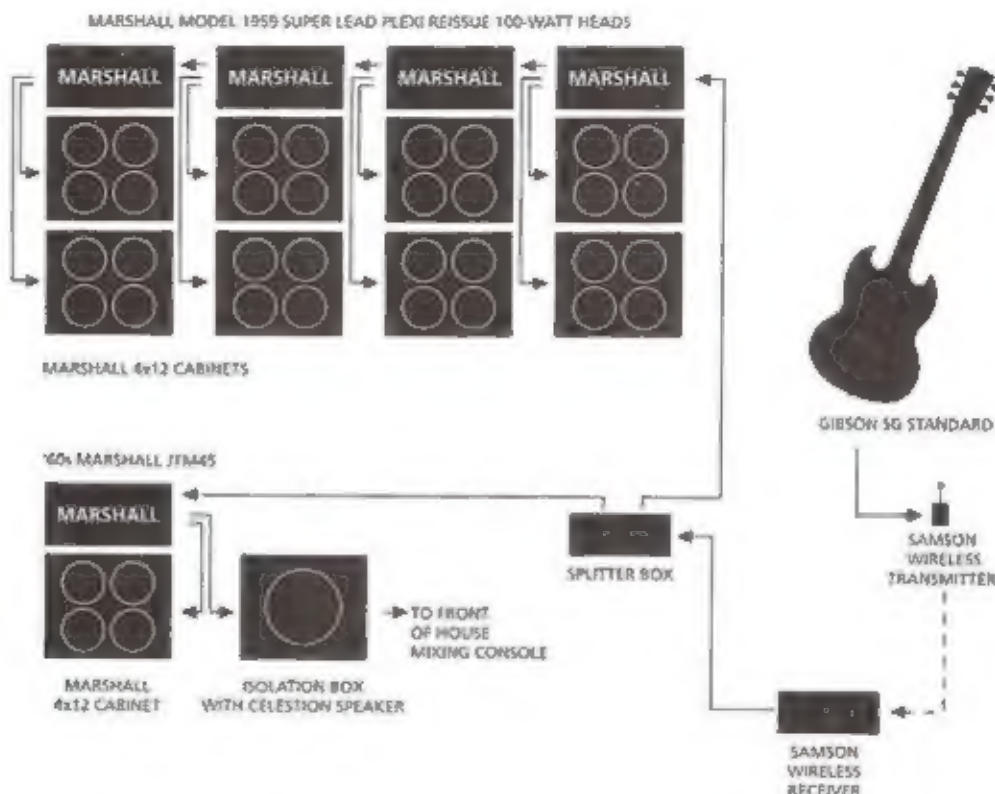 MARSHALL MODEL 1959 SUPER LEAD PLEXI REISSUE 100-WATT HEADS
MARSHALL MARSHALL MARSHALL MARSHALL
MARSHALL 4x12 CABINETS
GIBSON SG STANDARD
'60s MARSHALL JTM45
MARSHALL
SPLITTER BOX
SAMSON
WIRELESS
TRANSMITTER
TO FRONT
OF HOUSE
MIXING CONSOLE
MARSHALL
4x12 CABINET
ISOLATION BOX
WITH CELESTION SPEAKER
SAMSON
WIRELESS
RECEIVER